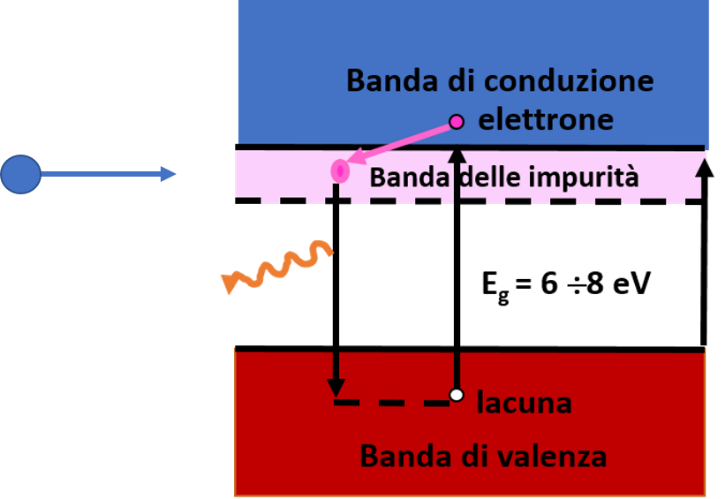 Banda di conduzione
elettrone
Banda delle impurità
Eg = 6 ÷8 eV
lacuna
Banda di valenza